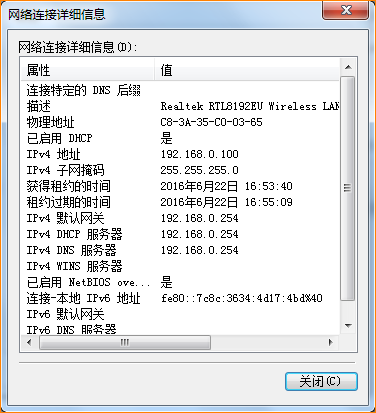 网络连接详细信息
网络连接详细信息(D):
属性 值
连接特定的 DNS 后缀
描述 Realtek RTL8192EU Wireless LAN
物理地址 C8-3A-35-C0-03-65
已启用 DHCP 是
IPv4 地址 192.168.0.100
IPv4 子网掩码 255.255.255.0
获得租约的时间 2016年6月22日 16:53:40
租约过期的时间 2016年6月22日 16:55:09
IPv4 默认网关 192.168.0.254
IPv4 DHCP 服务器 192.168.0.254
IPv4 DNS 服务器 192.168.0.254
IPv4 WINS 服务器
已启用 NetBIOS ove... 是
连接-本地 IPv6 地址 fe80::7c8c:3634:4d17:4bd%40
IPv6 默认网关
IPv6 DNS 服务器
关闭(C)